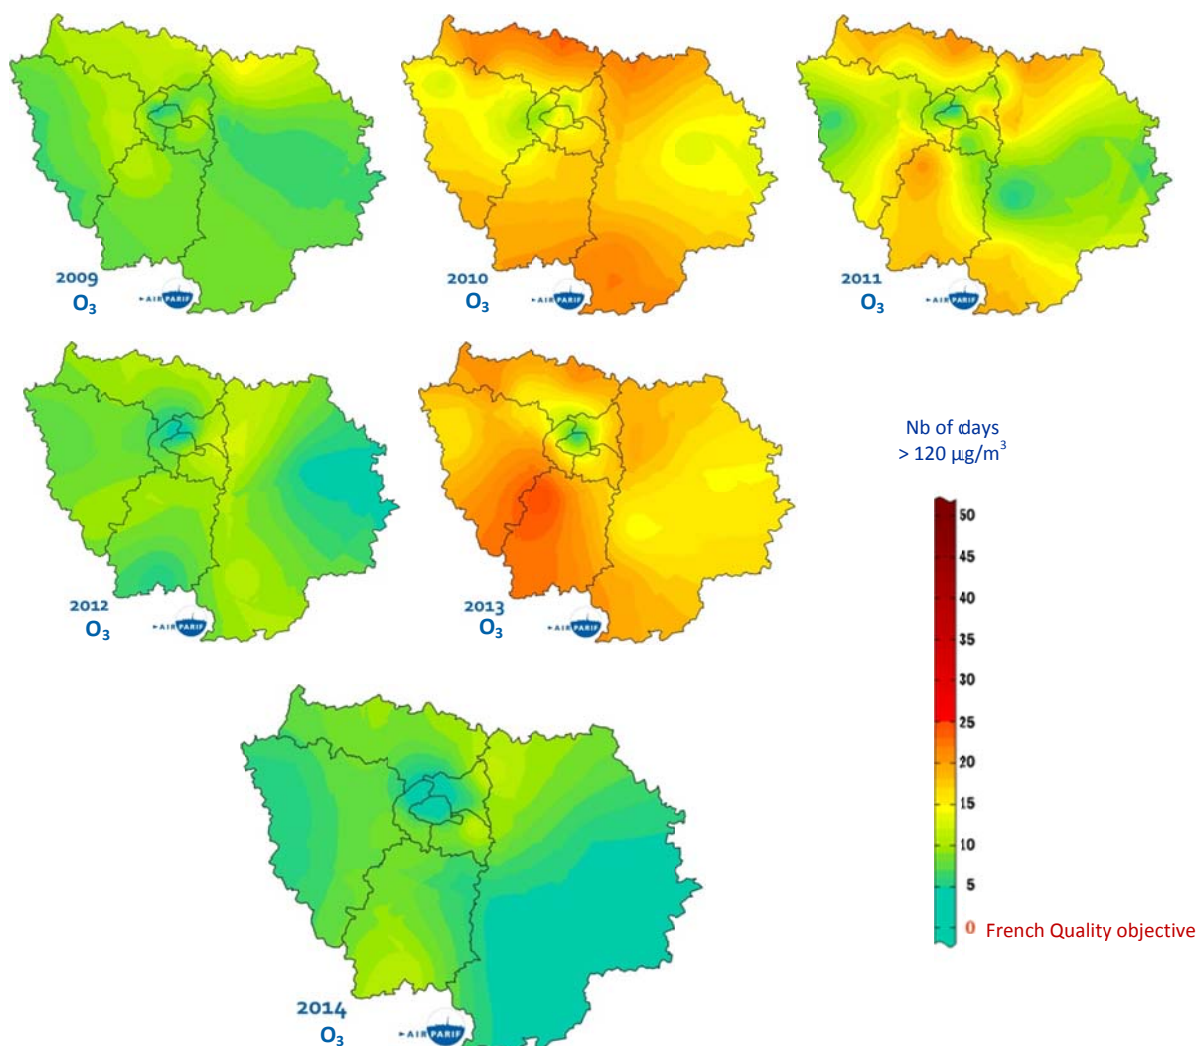 2009
O₃
AIRPARIF
2010
O₃
AIRPARIF
2011
O₃
AIRPARIF
2012
O₃
AIRPARIF
2013
O₃
AIRPARIF
Nb of days
> 120 µg/m³
50
45
40
35
30
25
20
15
10
5
0 French Quality objective
2014
O₃
AIRPARIF